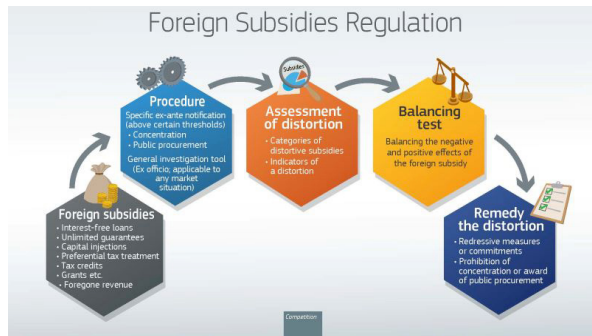 Foreign Subsidies Regulation
Foreign subsidies
• Interest-free loans
• Unlimited guarantees
• Capital injections
• Preferential tax treatment
• Tax credits
• Grants etc.
• Foregone revenue
Procedure
Specific ex-ante notification
(above certain thresholds)
• Concentration
• Public procurement
General investigation tool
(Ex officio, applicable to
any market
situation)
Subsidies
Assessment
of distortion
• Categories of
distortive subsidies
• Indicators of
a distortion
Balancing
test
Balancing the negative
and positive effects of
the foreign subsidy
Remedy
the distortion
• Redressive measures
or commitments
• Prohibition of
concentration or award
of public procurement
Competition